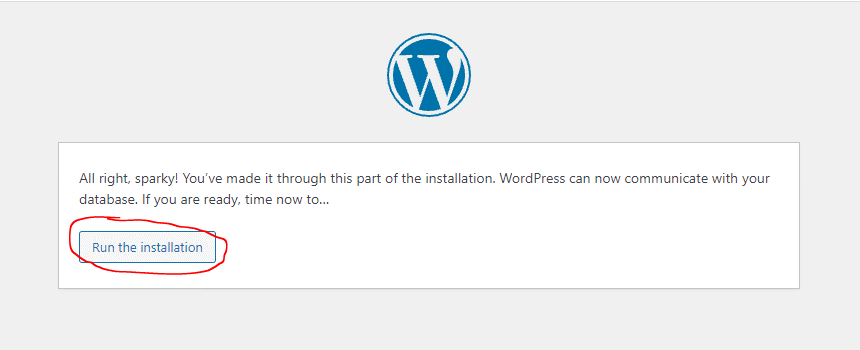 All right, sparky! You’ve made it through this part of the installation. WordPress can now communicate with your
database. If you are ready, time now to…
Run the installation